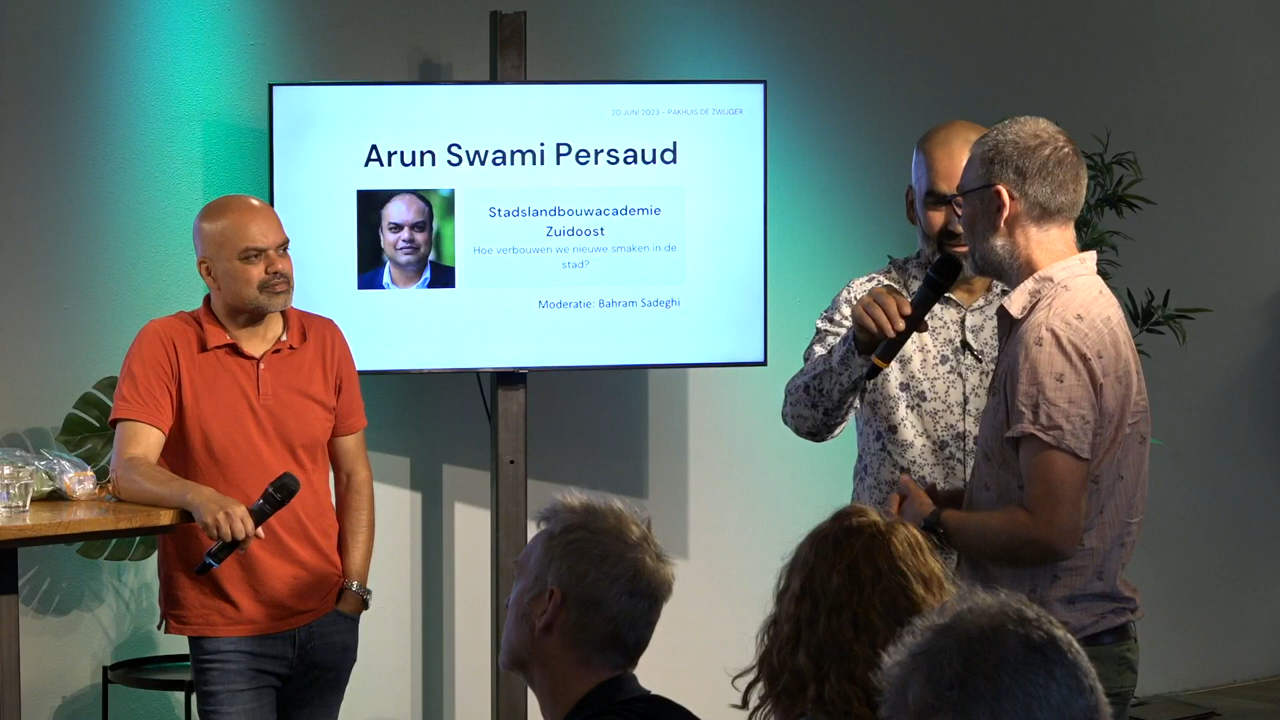 20 JUNI 2023 - PAKHUIS DE ZWIJGER
Arun Swami Persaud
Stadslandbouwacademie
Zuidoost
Hoe verbouwen we nieuwe smaken in de
stad?
Moderatie: Bahram Sadeghi